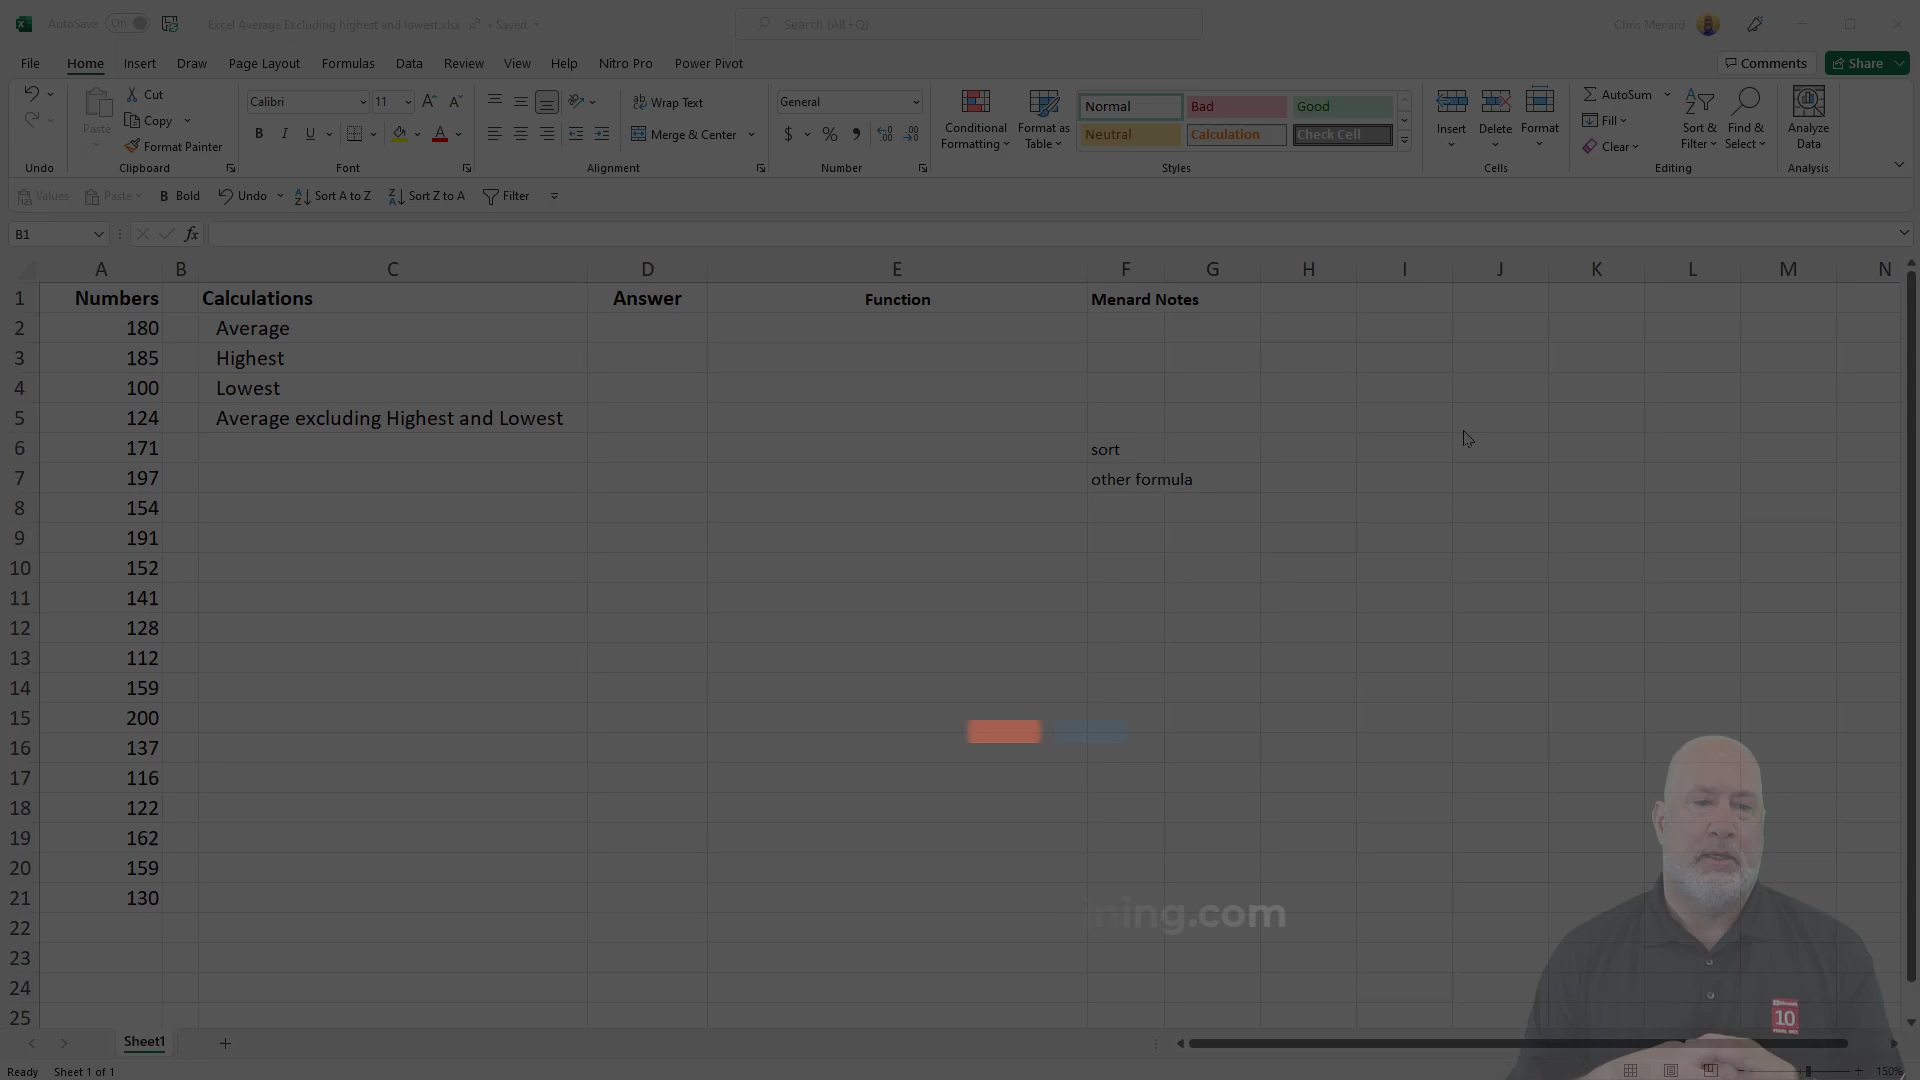 AutoSave On Excel Average Excluding highest and lowest.xlsx • Saved Search (Alt+Q) Chris Menard
File Home Insert Draw Page Layout Formulas Data Review View Help Nitro Pro Power Pivot Comments Share
Paste Cut Copy Format Painter
Calibri 11
B I U A
Wrap Text
Merge & Center
General
$ %
Conditional Formatting
Format as Table
Normal Bad Good
Neutral Calculation Check Cell
Insert Delete Format
AutoSum
Fill
Clear
Sort & Filter
Find & Select
Analyze Data
Undo Clipboard Font Alignment Number Styles Cells Editing Analysis
Values Paste B Bold Undo Sort A to Z Sort Z to A Filter
B1 fx
A B C D E F G H I J K L M N
1 Numbers Calculations Answer Function Menard Notes
2 180 Average
3 185 Highest
4 100 Lowest
5 124 Average excluding Highest and Lowest
6 171 sort
7 197 other formula
8 154
9 191
10 152
11 141
12 128
13 112
14 159
15 200
16 137
17 116
18 122
19 162
20 159
21 130
22
23
24
25
ning.com
10
Sheet1
Ready Sheet 1 of 1 150%